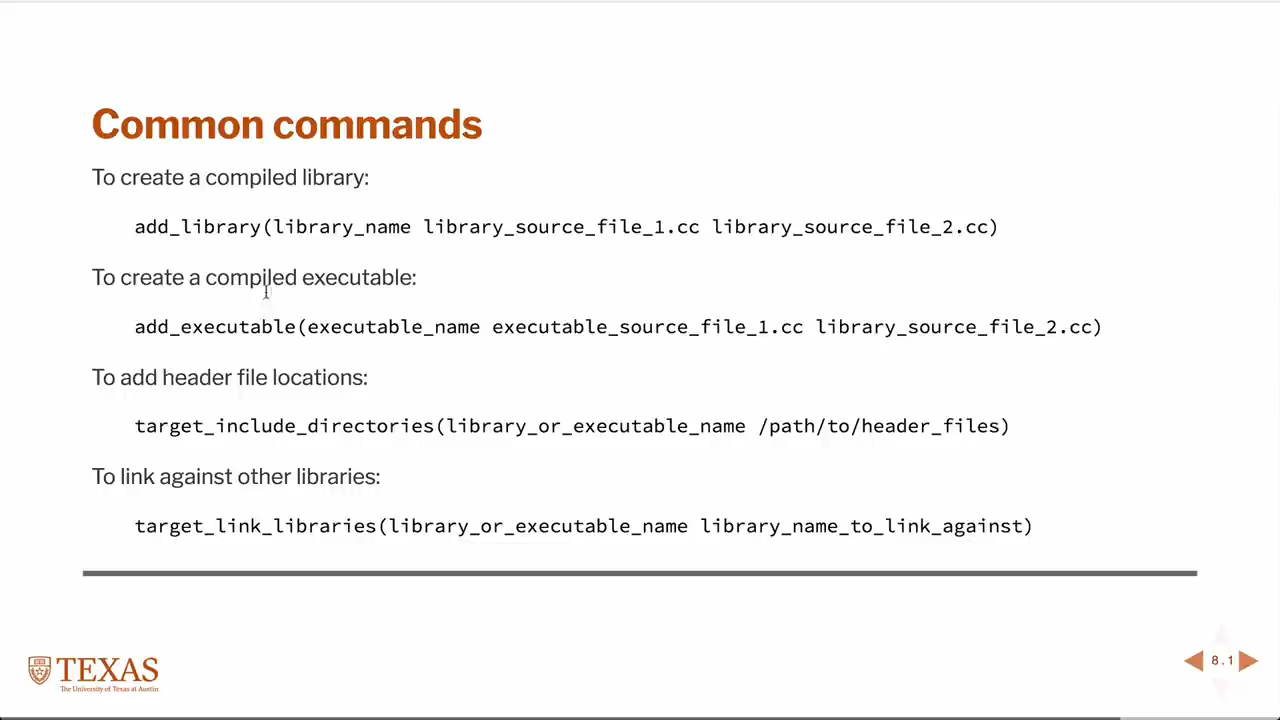 Common commands
To create a compiled library:
add_library(library_name library_source_file_1.cc library_source_file_2.cc)
To create a compiled executable:
add_executable(executable_name executable_source_file_1.cc library_source_file_2.cc)
To add header file locations:
target_include_directories(library_or_executable_name /path/to/header_files)
To link against other libraries:
target_link_libraries(library_or_executable_name library_name_to_link_against)
TEXAS
The University of Texas at Austin
8.1